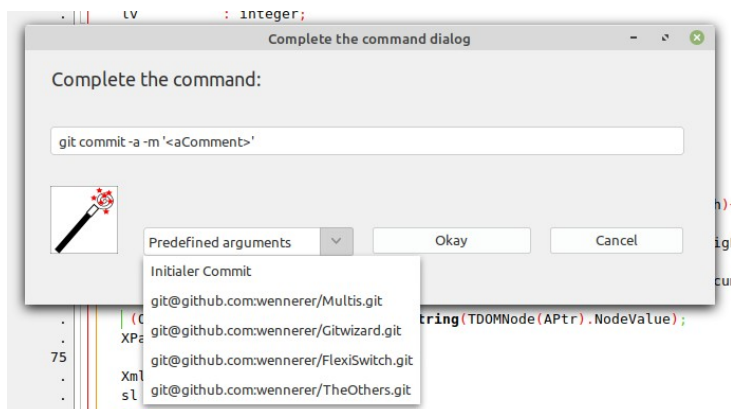 lv : integer;
Complete the command dialog
Complete the command:
git commit -a -m '<aComment>'
h)
Predefined arguments
Okay
Cancel
Initialer Commit
git@github.com:wennerer/Multis.git
git@github.com:wennerer/Gitwizard.git
tring(TDOMNode(APtr).NodeValue);
XPa
75
git@github.com:wennerer/FlexiSwitch.git
Xml
sl
git@github.com:wennerer/TheOthers.git